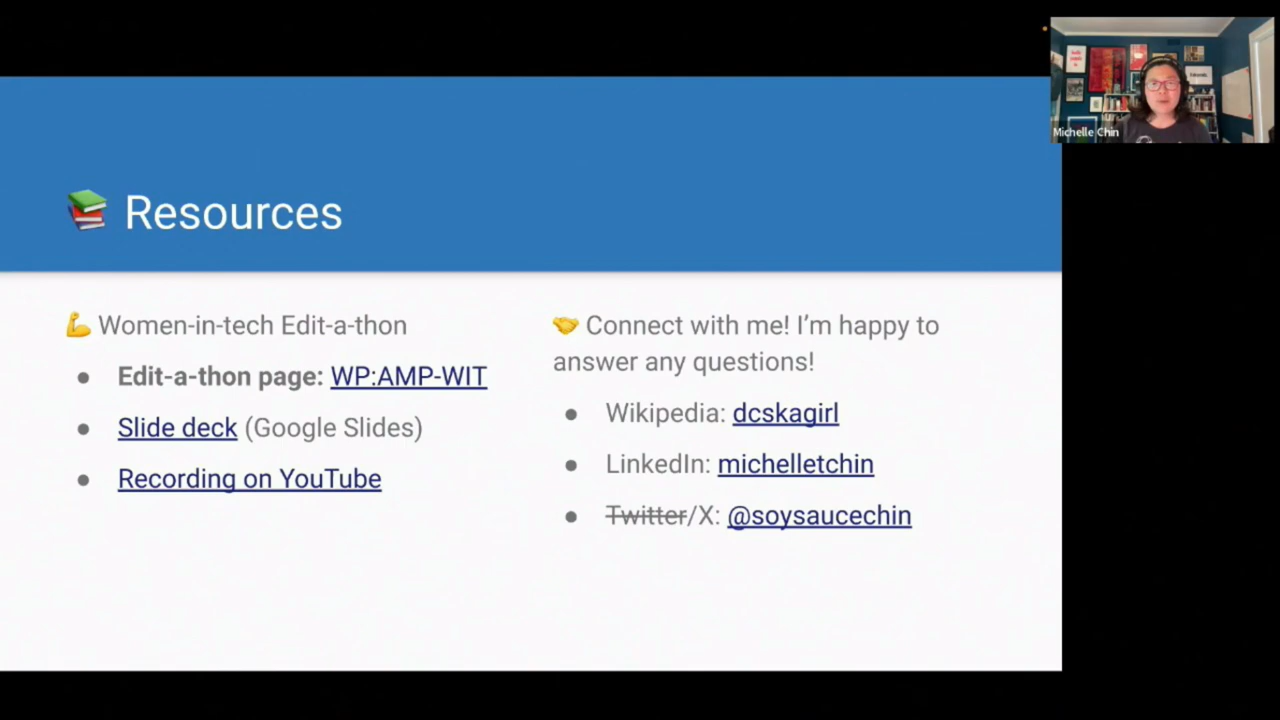 Resources
Women-in-tech Edit-a-thon
Edit-a-thon page: WP:AMP-WIT
Slide deck (Google Slides)
Recording on YouTube
Connect with me! I’m happy to
answer any questions!
Wikipedia: dcskagirl
LinkedIn: michelletchin
Twitter/X: @soysaucechin
Michelle Chin